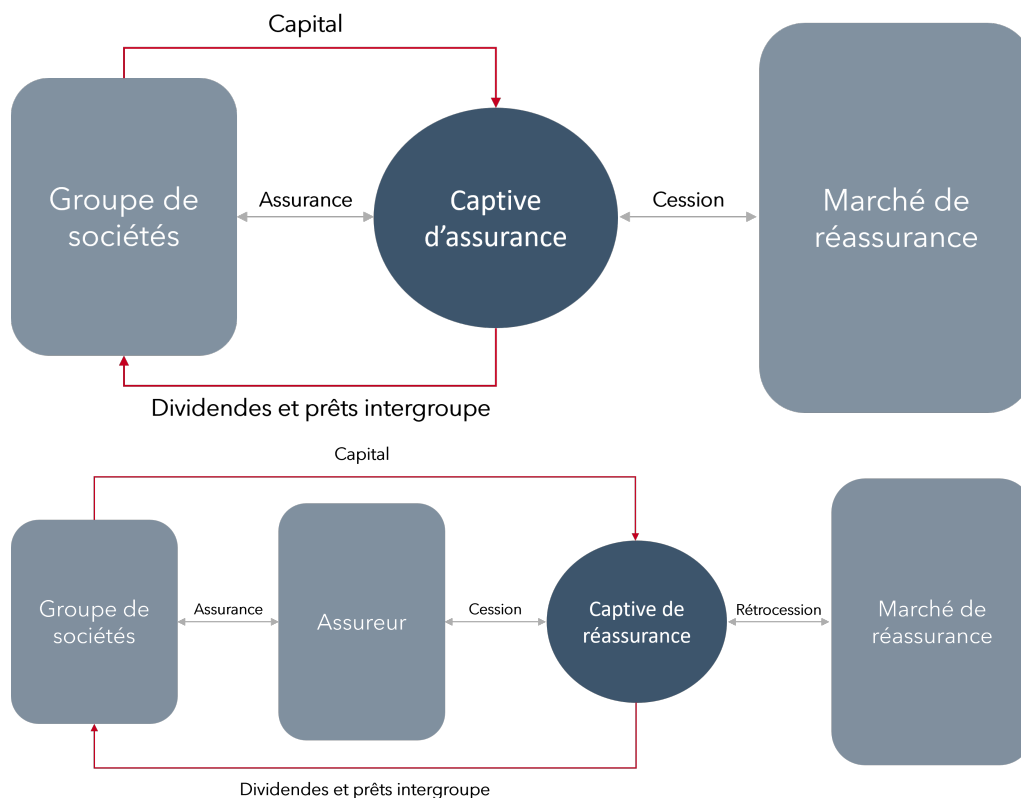 Capital
Groupe de
sociétés
Assurance
Captive
d'assurance
Cession
Marché de
réassurance
Dividendes et prêts intergroupe
Capital
Groupe de
sociétés
Assurance
Assureur
Cession
Captive de
réassurance
Rétrocession
Marché de
réassurance
Dividendes et prêts intergroupe